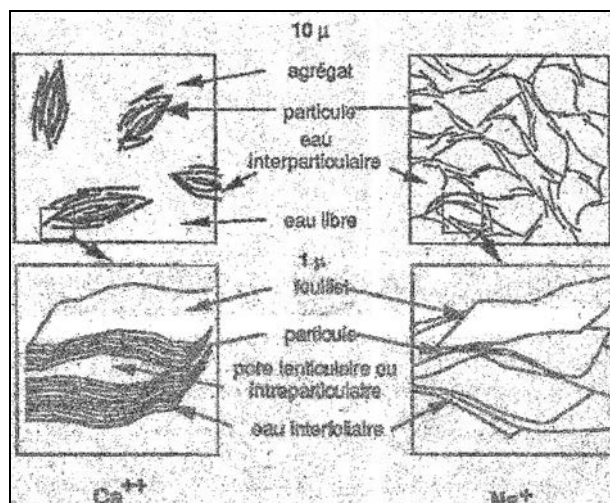 10 µ
agrégat
particule
eau
interparticulaire
eau libre
1 µ
feuillet
particule
pore lenticulaire ou
intraparticulaire
eau interfoliaire
Ca++
Na+